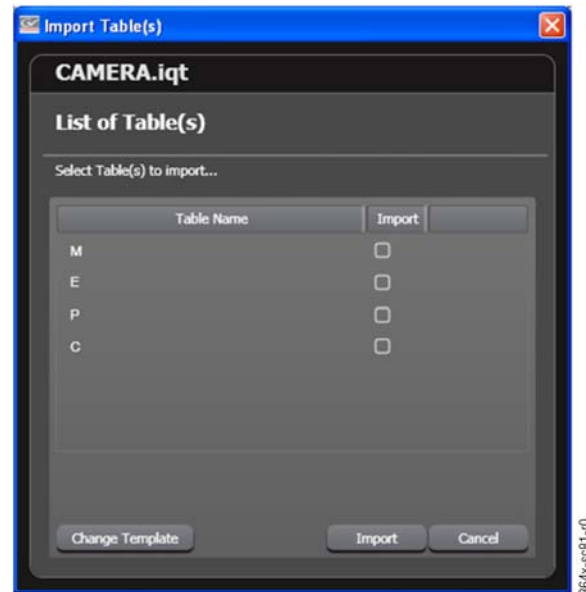 Import Table(s)
CAMERA.iqt
List of Table(s)
Select Table(s) to import...
Table Name Import
M
E
P
C
Change Template Import Cancel